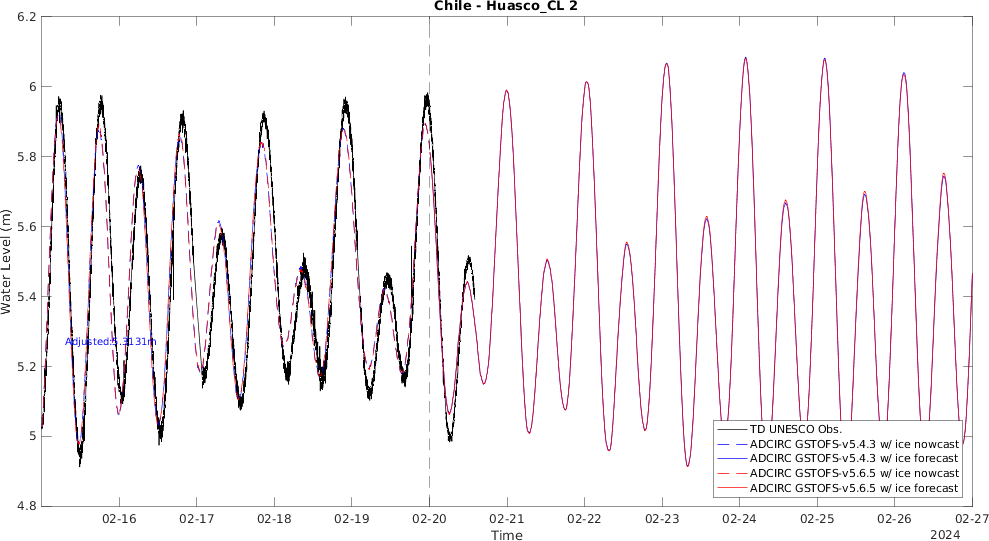 Chile - Huasco_CL 2
6.2
6
5.8
5.6
5.4
5.2
5
4.8
Water Level (m)
Adjusted:5.3131m
TD UNESCO Obs.
ADCIRC GSTOFS-v5.4.3 w/ ice nowcast
ADCIRC GSTOFS-v5.4.3 w/ ice forecast
ADCIRC GSTOFS-v5.6.5 w/ ice nowcast
ADCIRC GSTOFS-v5.6.5 w/ ice forecast
02-16 02-17 02-18 02-19 02-20 02-21 02-22 02-23 02-24 02-25 02-26 02-27
Time
2024